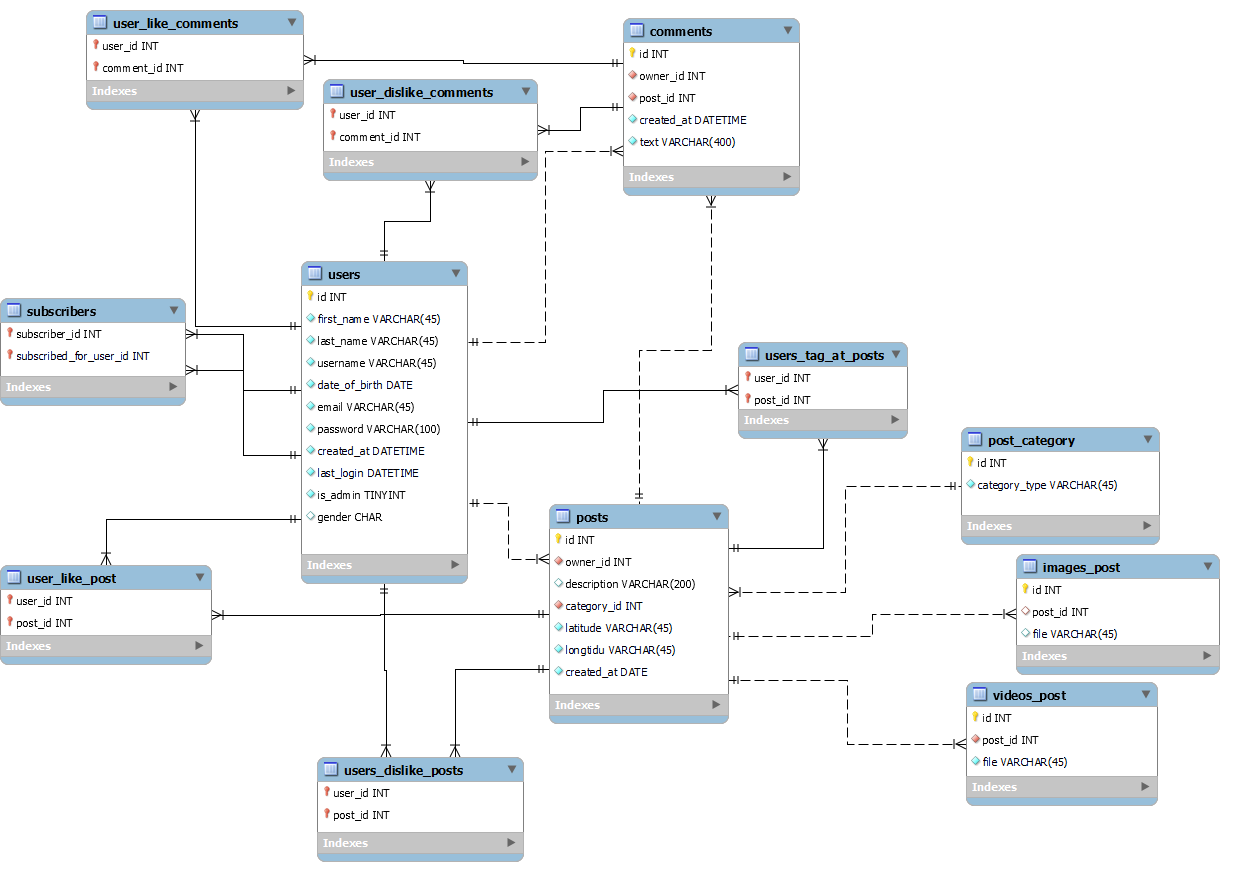 user_like_comments
user_id INT
comment_id INT
Indexes
comments
id INT
owner_id INT
post_id INT
created_at DATETIME
text VARCHAR(400)
Indexes
user_dislike_comments
user_id INT
comment_id INT
Indexes
users
id INT
first_name VARCHAR(45)
last_name VARCHAR(45)
username VARCHAR(45)
date_of_birth DATE
email VARCHAR(45)
password VARCHAR(100)
created_at DATETIME
last_login DATETIME
is_admin TINYINT
gender CHAR
Indexes
subscribers
subscriber_id INT
subscribed_for_user_id INT
Indexes
users_tag_at_posts
user_id INT
post_id INT
Indexes
post_category
id INT
category_type VARCHAR(45)
Indexes
posts
id INT
owner_id INT
description VARCHAR(200)
category_id INT
latitude VARCHAR(45)
longtidu VARCHAR(45)
created_at DATE
Indexes
images_post
id INT
post_id INT
file VARCHAR(45)
Indexes
user_like_post
user_id INT
post_id INT
Indexes
videos_post
id INT
post_id INT
file VARCHAR(45)
Indexes
users_dislike_posts
user_id INT
post_id INT
Indexes